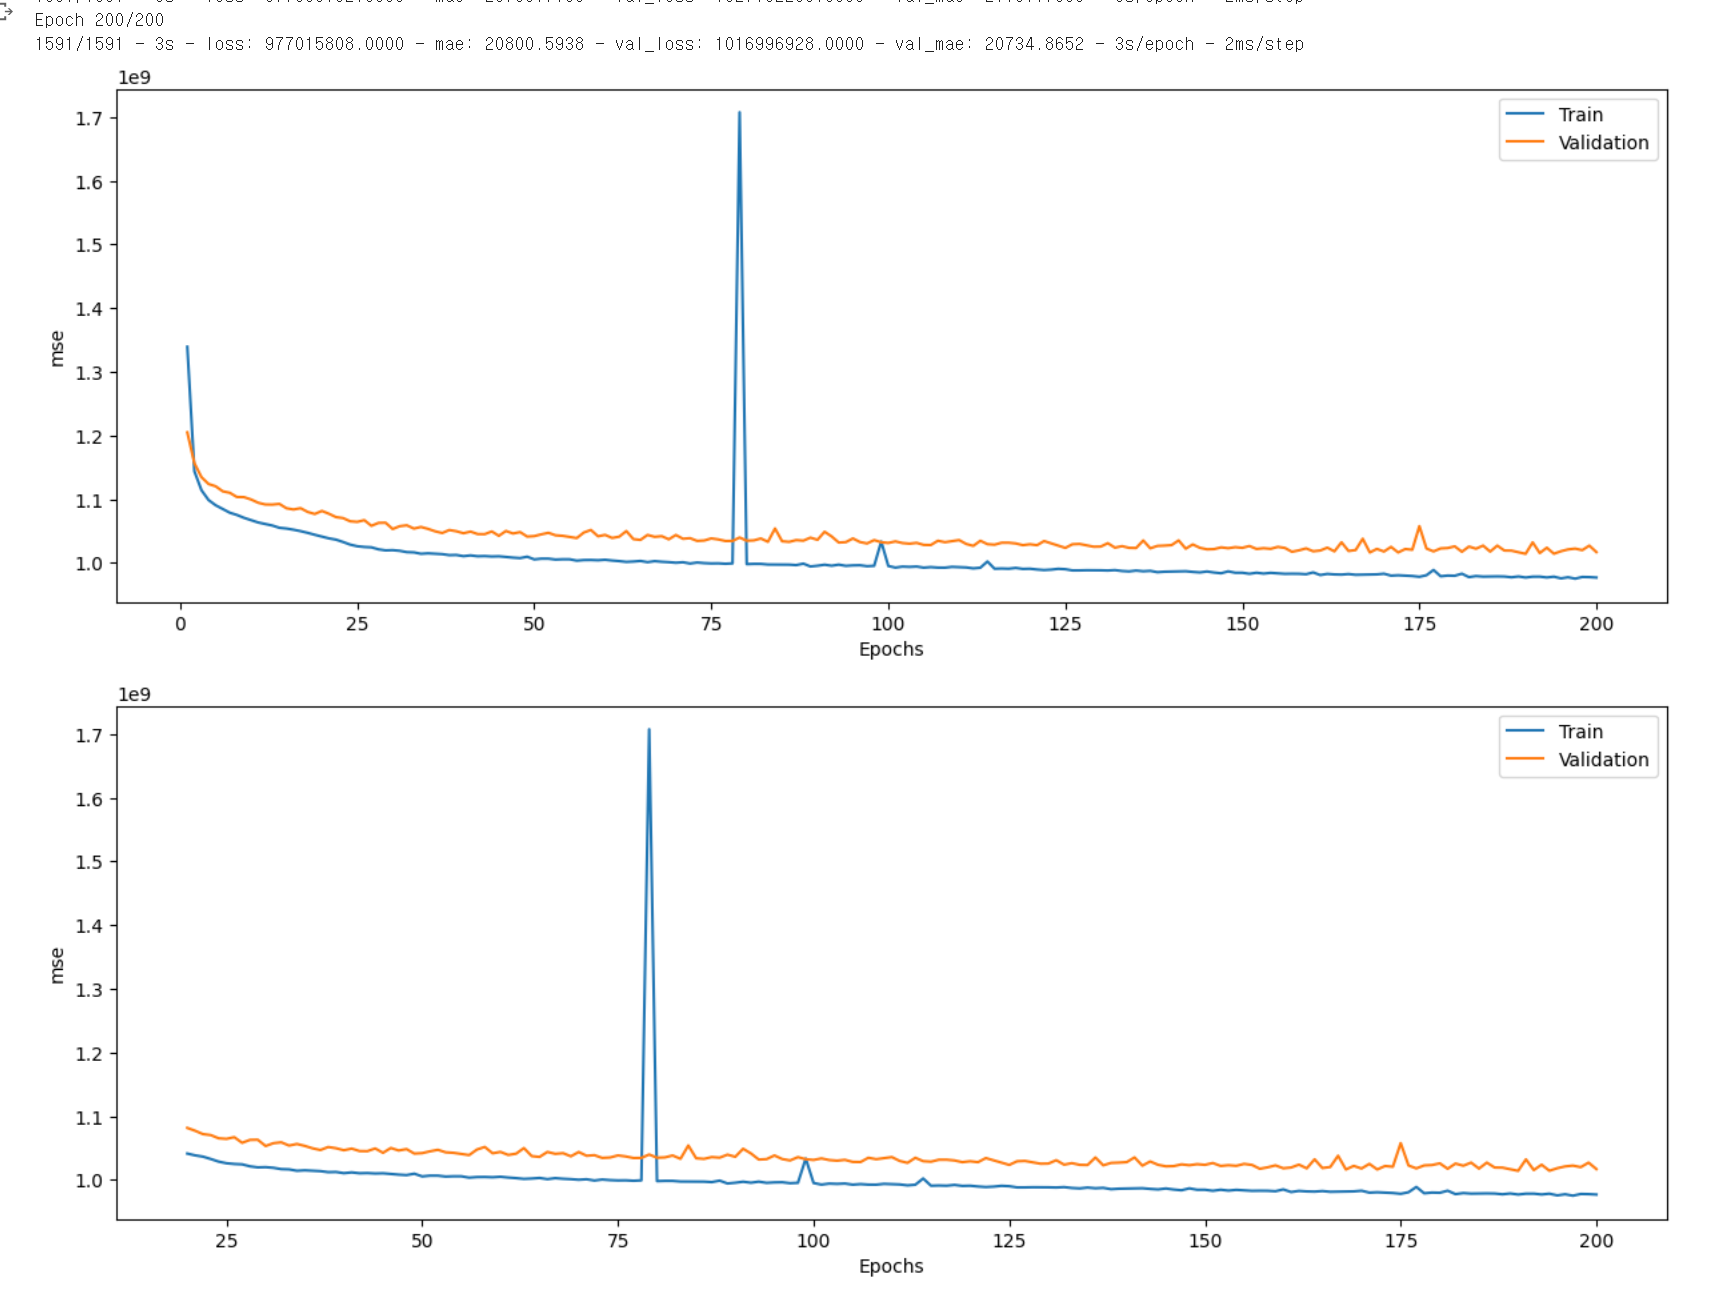 Epoch 200/200
1591/1591 - 3s - loss: 977015808.0000 - mae: 20800.5938 - val_loss: 1016996928.0000 - val_mae: 20734.8652 - 3s/epoch - 2ms/step
1e9
1.7
1.6
1.5
1.4
1.3
1.2
1.1
1.0
mse
Train
Validation
0 25 50 75 100 125 150 175 200
Epochs
1e9
1.7
1.6
1.5
1.4
1.3
1.2
1.1
1.0
mse
Train
Validation
25 50 75 100 125 150 175 200
Epochs